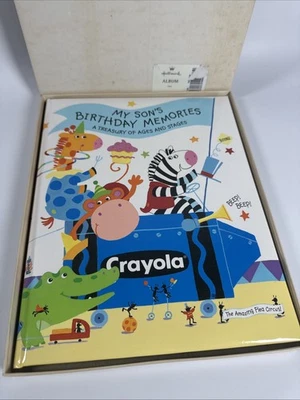 Hallmark
ALBUM
MY SON'S
BIRTHDAY MEMORIES
A TREASURY OF AGES AND STAGES
BEEP!
BEEP!
Crayola
The Amazing Flea Circus